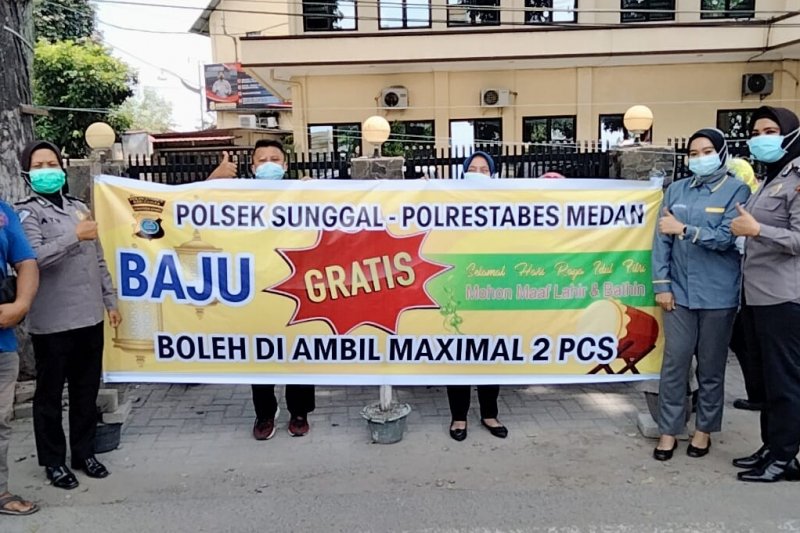 POLSEK SUNGGAL - POLRESTABES MEDAN
BAJU
GRATIS
Selamat Hari Raya Idul Fitri
Mohon Maaf Lahir & Bathin
BOLEH DI AMBIL MAXIMAL 2 PCS